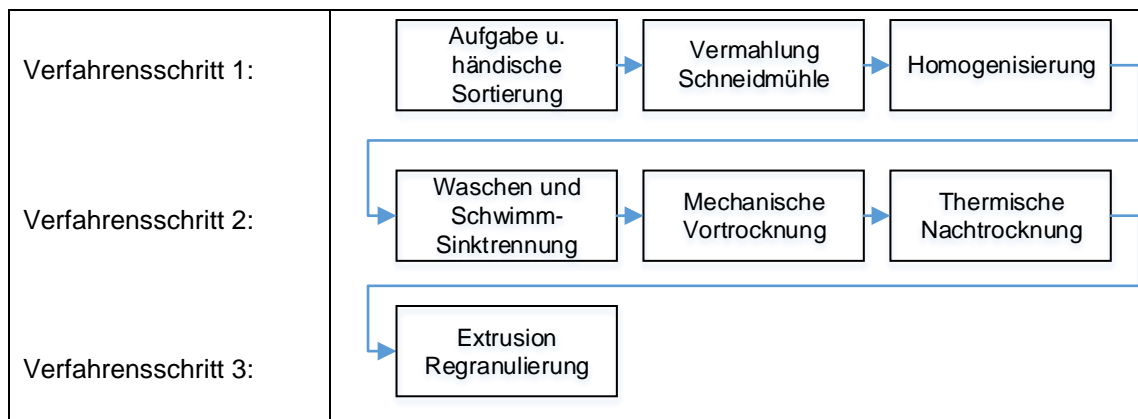 Verfahrensschritt 1:
Aufgabe u.
händische
Sortierung
Vermahlung
Schneidmühle
Homogenisierung
Verfahrensschritt 2:
Waschen und
Schwimm-
Sinktrennung
Mechanische
Vortrocknung
Thermische
Nachtrocknung
Verfahrensschritt 3:
Extrusion
Regranulierung